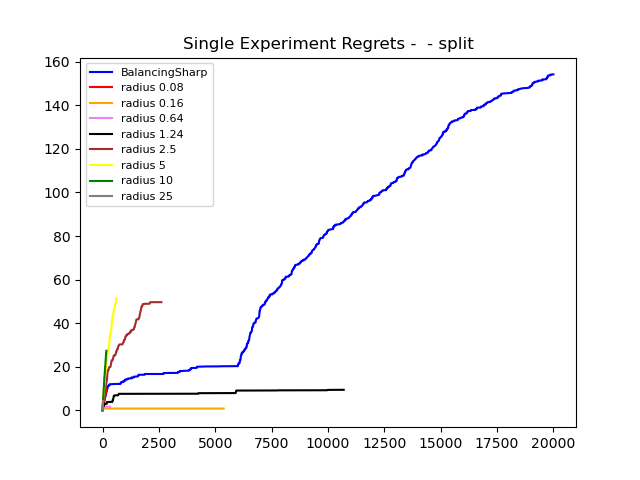 Single Experiment Regrets -  - split
160
140
120
100
80
60
40
20
0
BalancingSharp
radius 0.08
radius 0.16
radius 0.64
radius 1.24
radius 2.5
radius 5
radius 10
radius 25
0 2500 5000 7500 10000 12500 15000 17500 20000